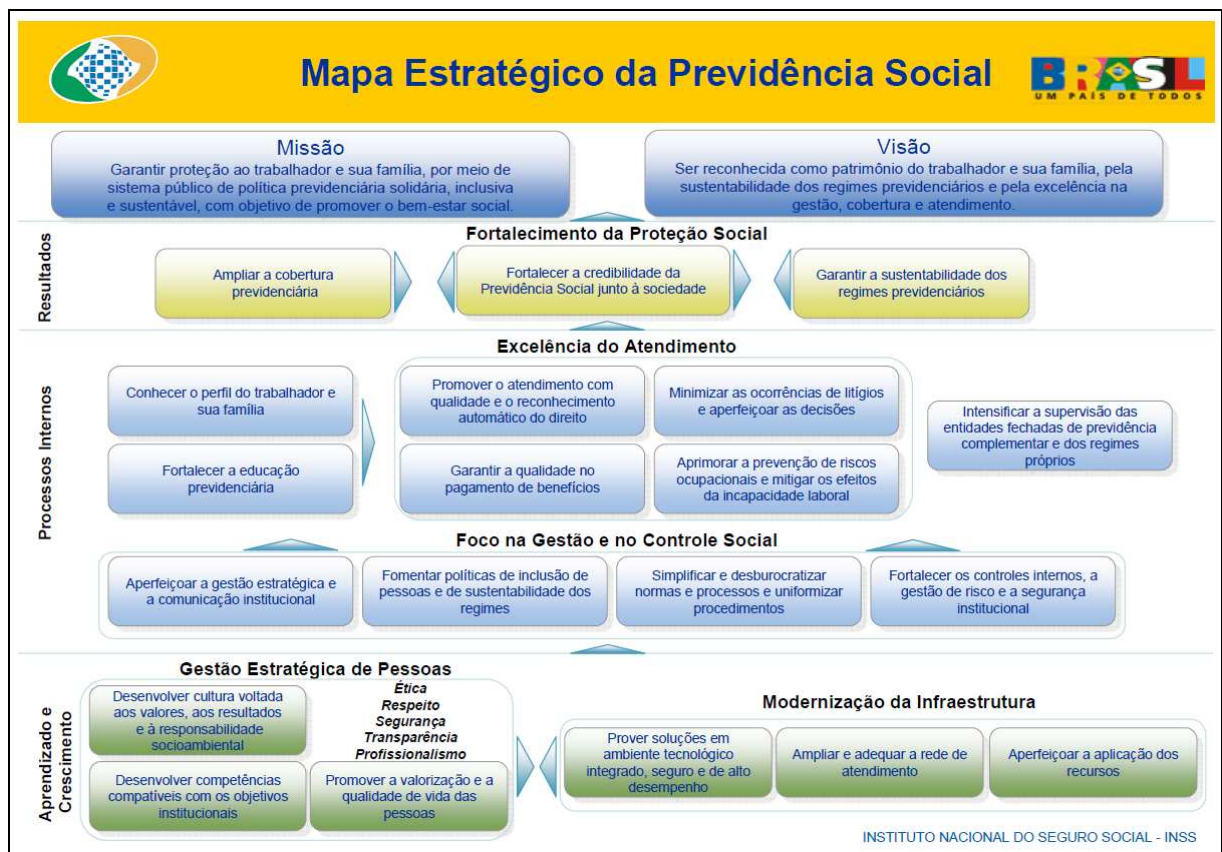 Mapa Estratégico da Previdência Social
BRASIL
UM PAÍS DE TODOS
Missão
Garantir proteção ao trabalhador e sua família, por meio de
sistema público de política previdenciária solidária, inclusiva
e sustentável, com objetivo de promover o bem-estar social.
Visão
Ser reconhecida como patrimônio do trabalhador e sua família, pela
sustentabilidade dos regimes previdenciários e pela excelência na
gestão, cobertura e atendimento.
Resultados
Fortalecimento da Proteção Social
Ampliar a cobertura
previdenciária
Fortalecer a credibilidade da
Previdência Social junto à sociedade
Garantir a sustentabilidade dos
regimes previdenciários
Processos Internos
Excelência do Atendimento
Conhecer o perfil do trabalhador e
sua família
Fortalecer a educação
previdenciária
Promover o atendimento com
qualidade e o reconhecimento
automático do direito
Minimizar as ocorrências de litígios
e aperfeiçoar as decisões
Garantir a qualidade no
pagamento de benefícios
Aprimorar a prevenção de riscos
ocupacionais e mitigar os efeitos
da incapacidade laboral
Intensificar a supervisão das
entidades fechadas de previdência
complementar e dos regimes
próprios
Foco na Gestão e no Controle Social
Aperfeiçoar a gestão estratégica e
a comunicação institucional
Fomentar políticas de inclusão de
pessoas e de sustentabilidade dos
regimes
Simplificar e desburocratizar
normas e processos e uniformizar
procedimentos
Fortalecer os controles internos, a
gestão de risco e a segurança
institucional
Aprendizado e
Crescimento
Gestão Estratégica de Pessoas
Desenvolver cultura voltada
aos valores, aos resultados
e à responsabilidade
socioambiental
Ética
Respeito
Segurança
Transparência
Profissionalismo
Desenvolver competências
compatíveis com os objetivos
institucionais
Promover a valorização e a
qualidade de vida das
pessoas
Modernização da Infraestrutura
Prover soluções em
ambiente tecnológico
integrado, seguro e de alto
desempenho
Ampliar e adequar a rede de
atendimento
Aperfeiçoar a aplicação dos
recursos
INSTITUTO NACIONAL DO SEGURO SOCIAL - INSS